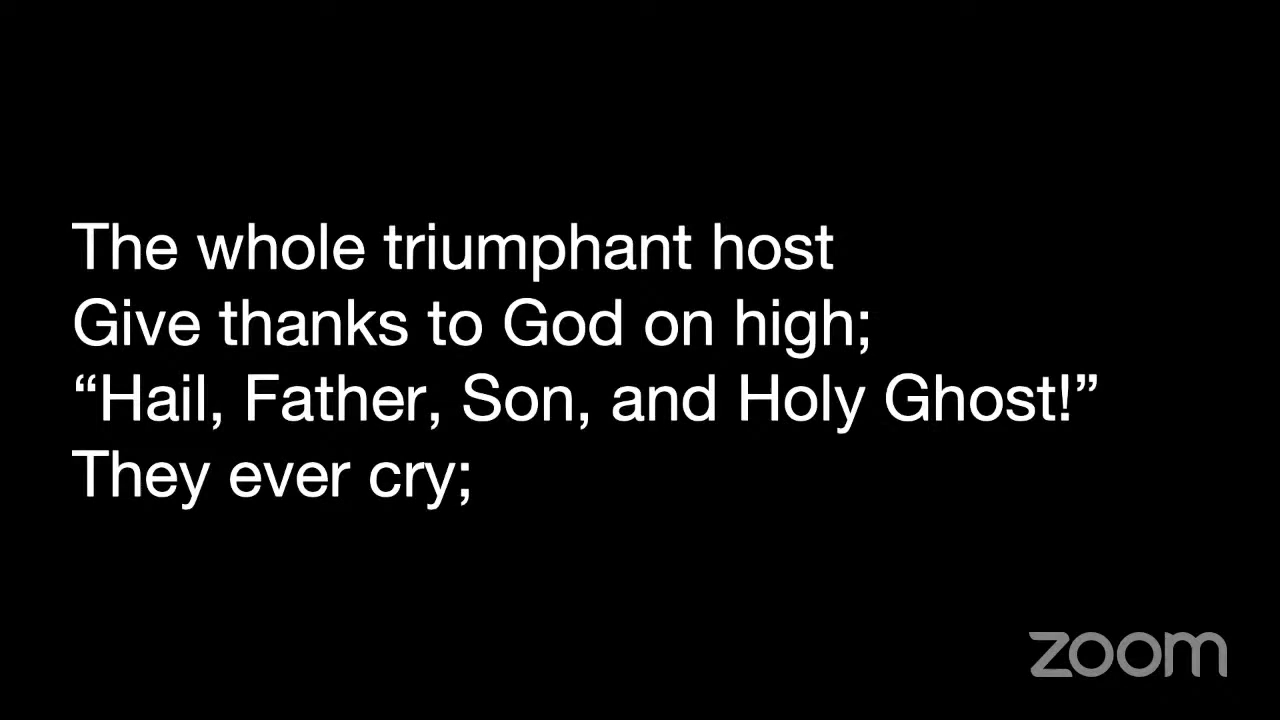 The whole triumphant host
Give thanks to God on high;
“Hail, Father, Son, and Holy Ghost!”
They ever cry;
zoom